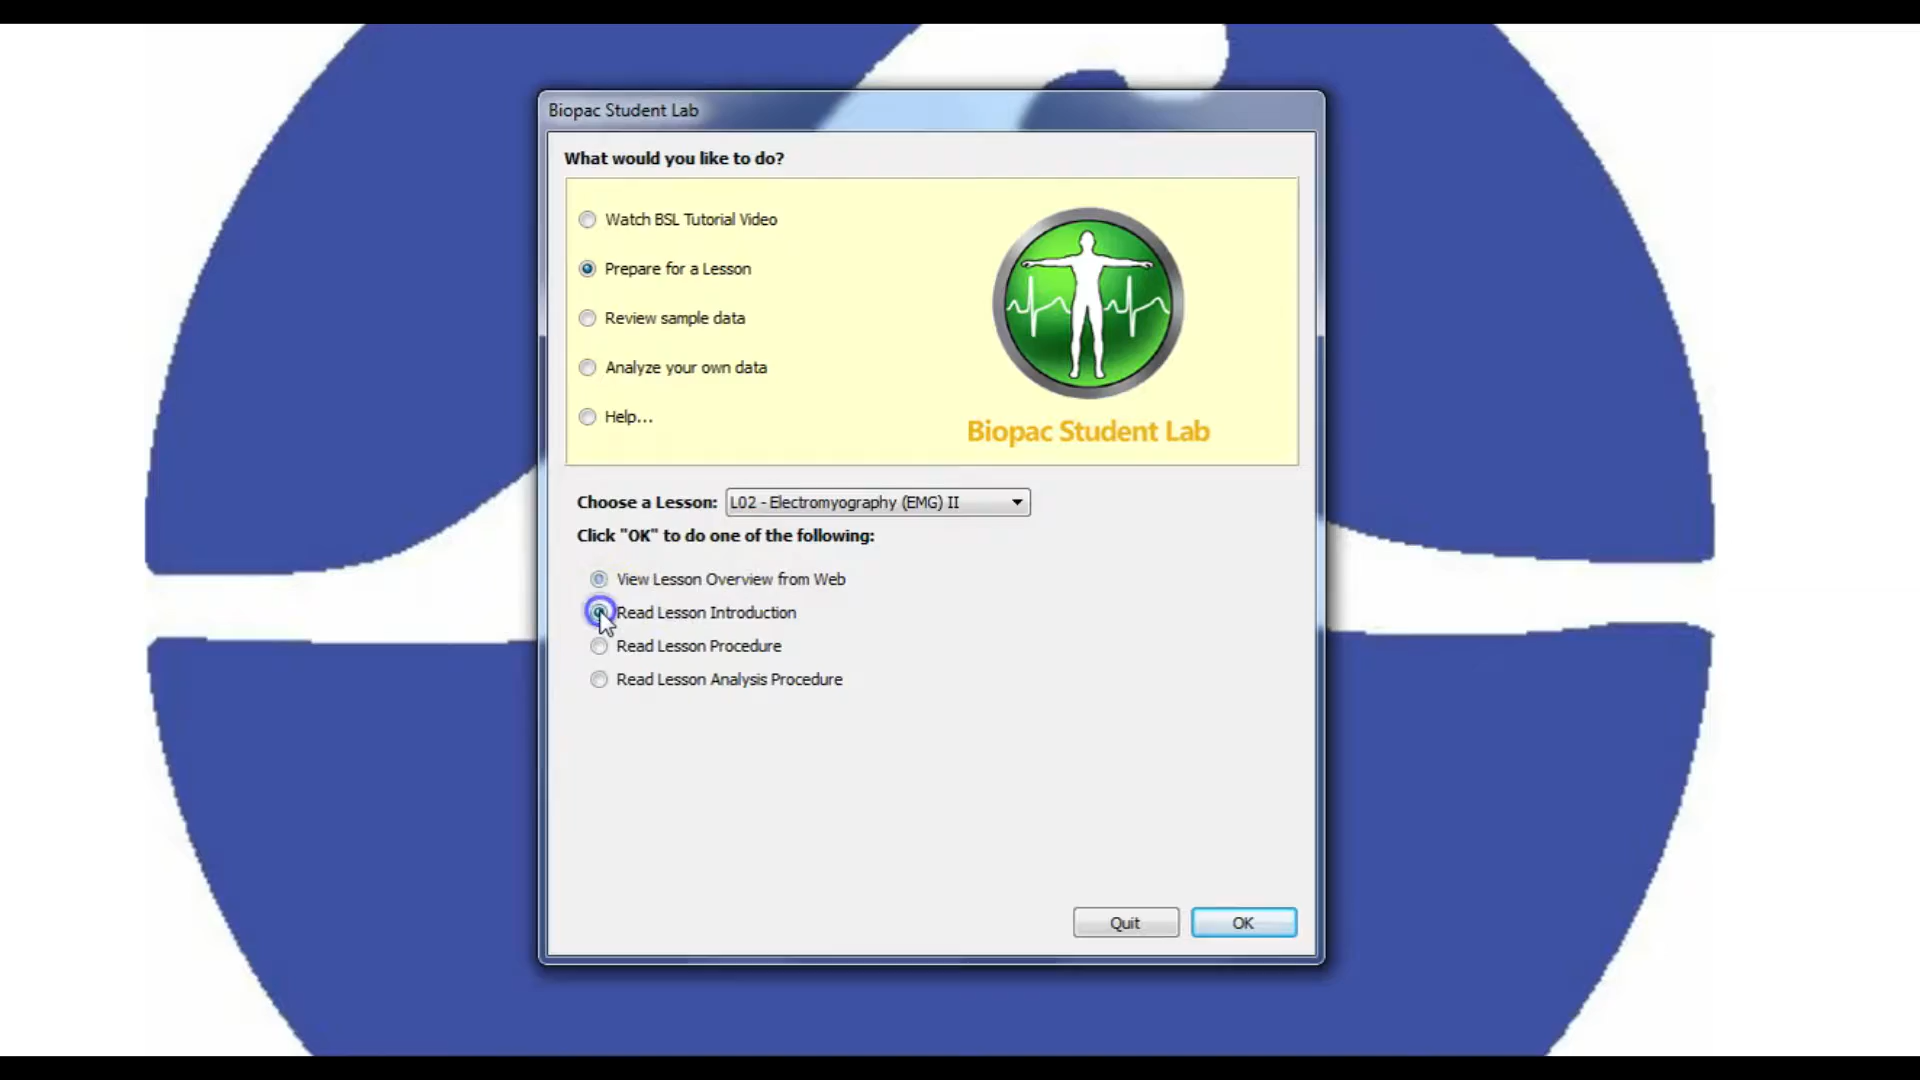 Biopac Student Lab
What would you like to do?
Watch BSL Tutorial Video
Prepare for a Lesson
Review sample data
Analyze your own data
Help...
Biopac Student Lab
Choose a Lesson: L02 - Electromyography (EMG) II
Click "OK" to do one of the following:
View Lesson Overview from Web
Read Lesson Introduction
Read Lesson Procedure
Read Lesson Analysis Procedure
Quit OK